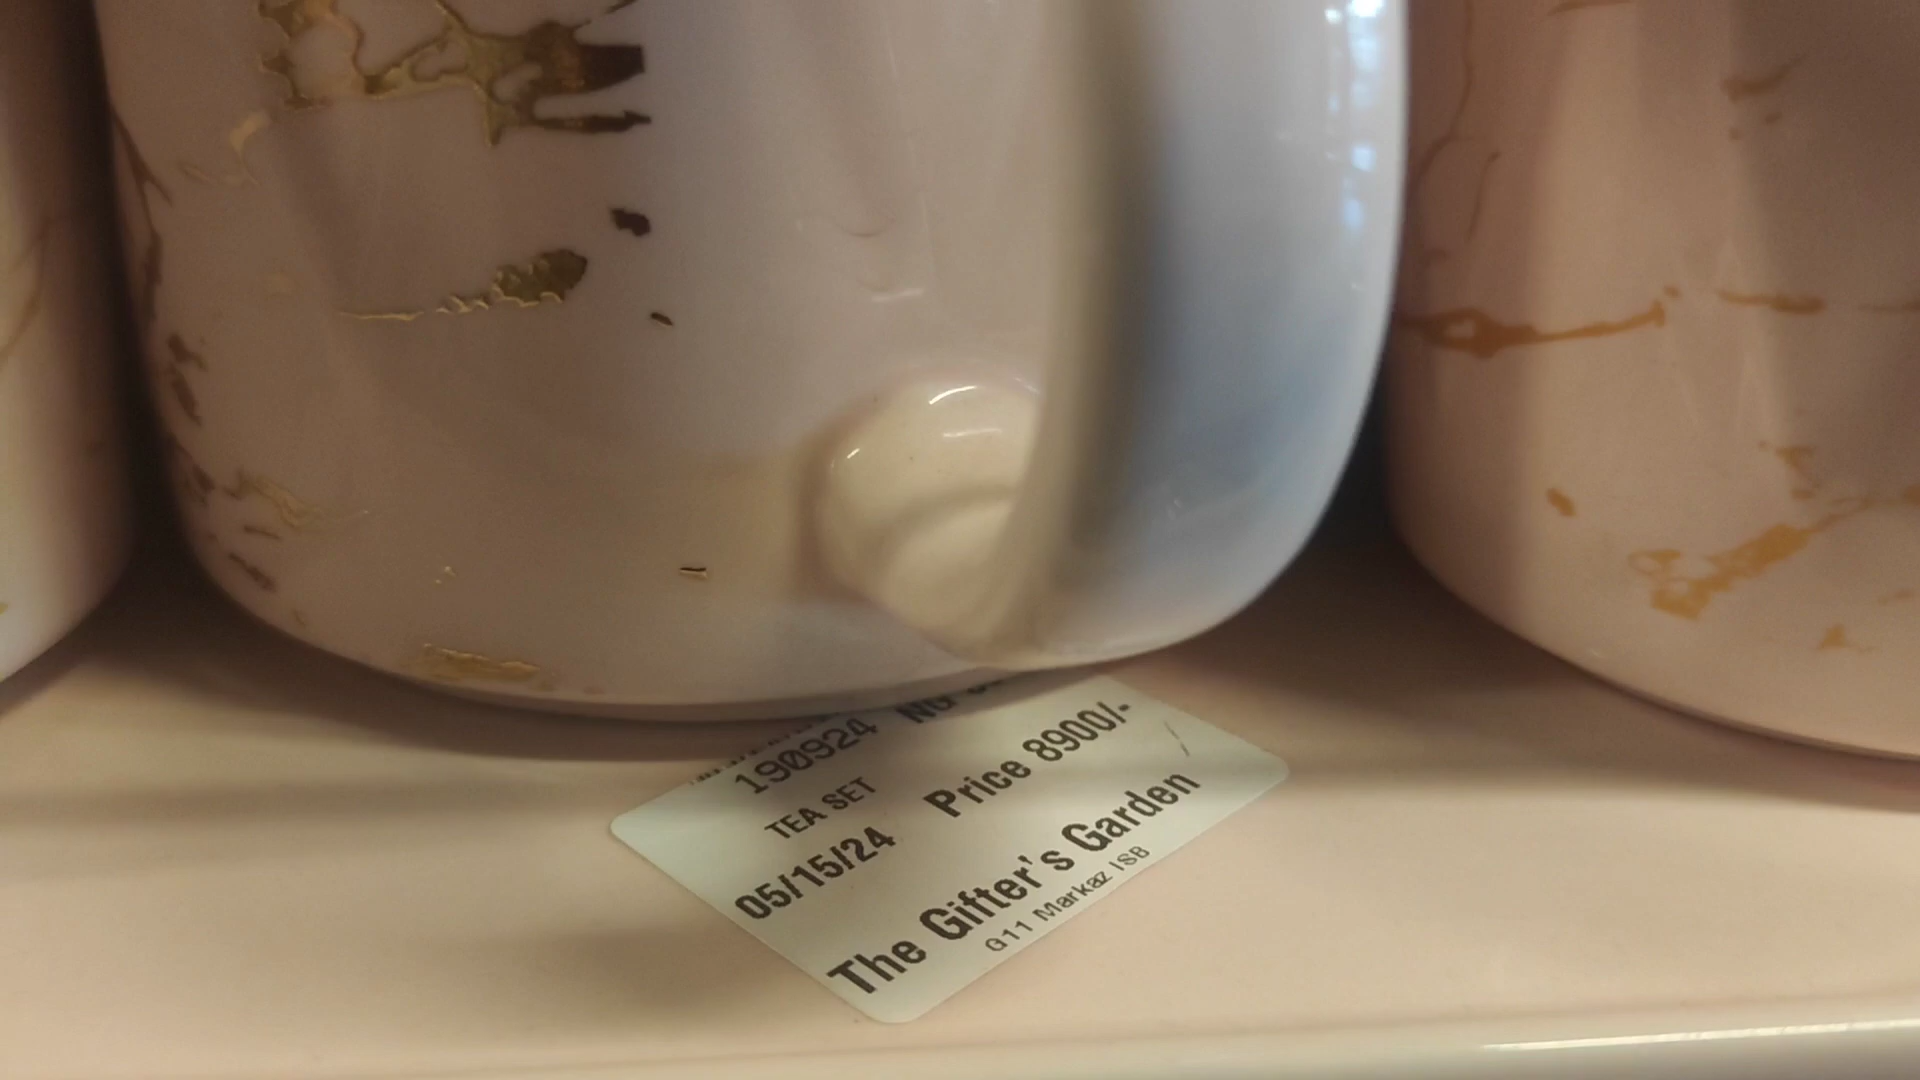 190924
TEA SET
05/15/24 Price 8900/-
The Gifter's Garden
G11 Markaz ISB